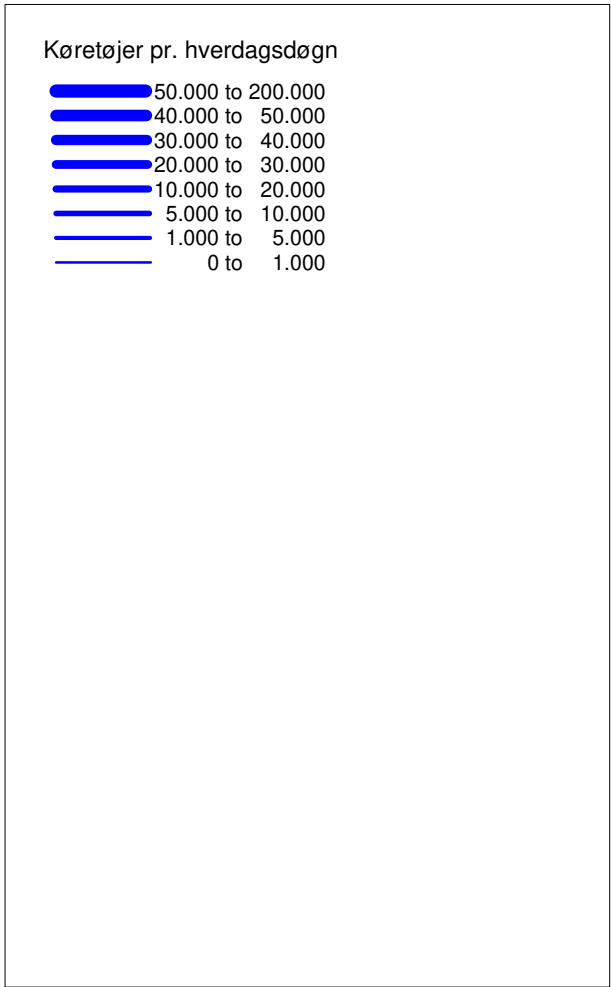 Køretøjer pr. hverdagsdøgn
50.000 to 200.000
40.000 to 50.000
30.000 to 40.000
20.000 to 30.000
10.000 to 20.000
5.000 to 10.000
1.000 to 5.000
0 to 1.000